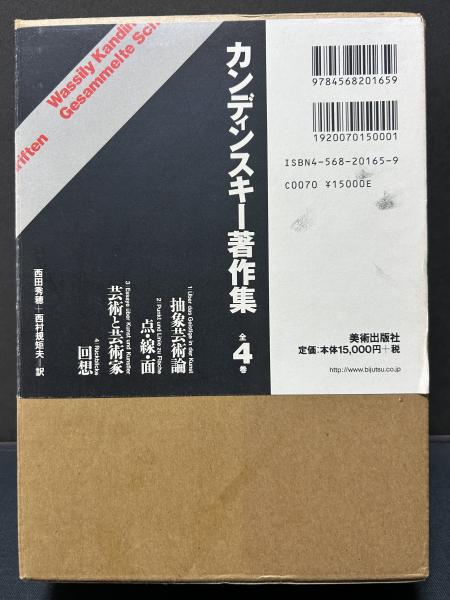 Wassily Kandin
Gesammelte Sch
riften
カンディンスキー著作集
全4巻
1: Über das Geistige in der Kunst
抽象芸術論
2: Punkt und Linie zu Fläche
点・線・面
3: Essays über Kunst und Künstler
芸術と芸術家
4: Rückblicke
回想
西田秀穂+西村規矩夫=訳
9784568201659
1920070150001
ISBN4-568-20165-9
C0070 ¥15000E
美術出版社
定価:本体15,000円+税
http://www.bijutsu.co.jp